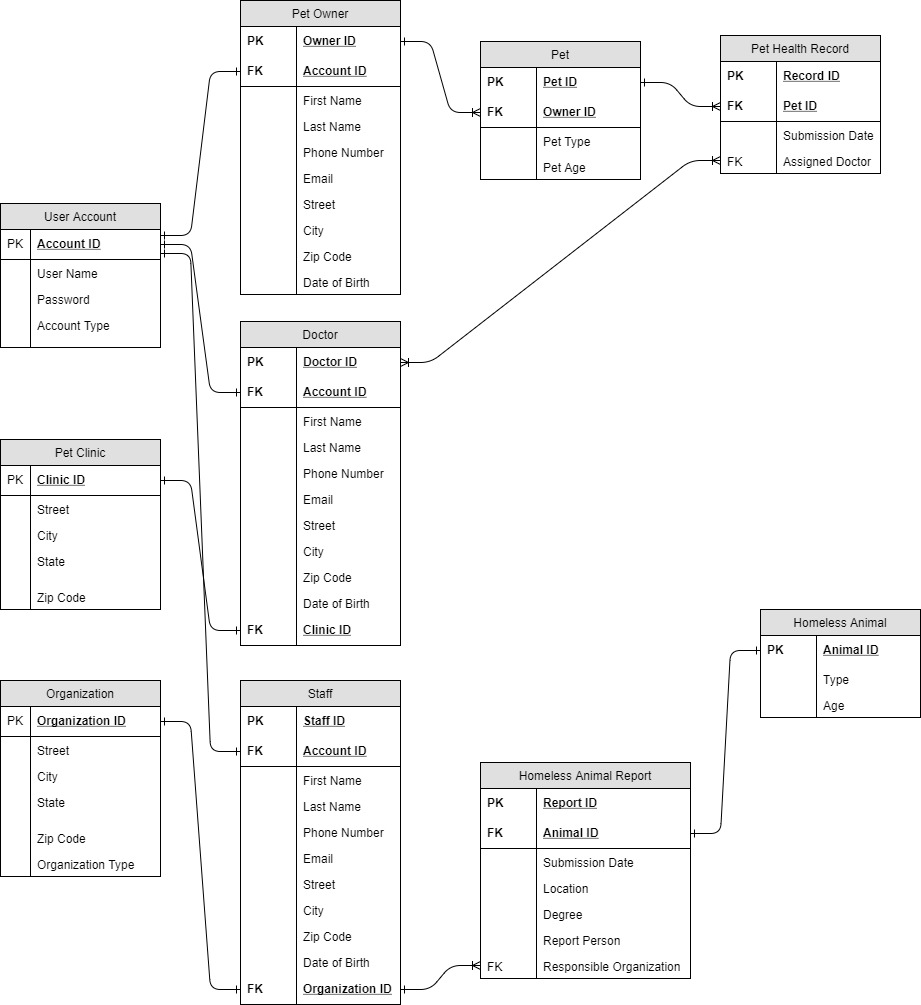 Pet Owner
PK Owner ID
FK Account ID
First Name
Last Name
Phone Number
Email
Street
City
Zip Code
Date of Birth
Pet
PK Pet ID
FK Owner ID
Pet Type
Pet Age
Pet Health Record
PK Record ID
FK Pet ID
Submission Date
FK Assigned Doctor
User Account
PK Account ID
User Name
Password
Account Type
Doctor
PK Doctor ID
FK Account ID
First Name
Last Name
Phone Number
Email
Street
City
Zip Code
Date of Birth
FK Clinic ID
Pet Clinic
PK Clinic ID
Street
City
State
Zip Code
Organization
PK Organization ID
Street
City
State
Zip Code
Organization Type
Staff
PK Staff ID
FK Account ID
First Name
Last Name
Phone Number
Email
Street
City
Zip Code
Date of Birth
FK Organization ID
Homeless Animal
PK Animal ID
Type
Age
Homeless Animal Report
PK Report ID
FK Animal ID
Submission Date
Location
Degree
Report Person
FK Responsible Organization